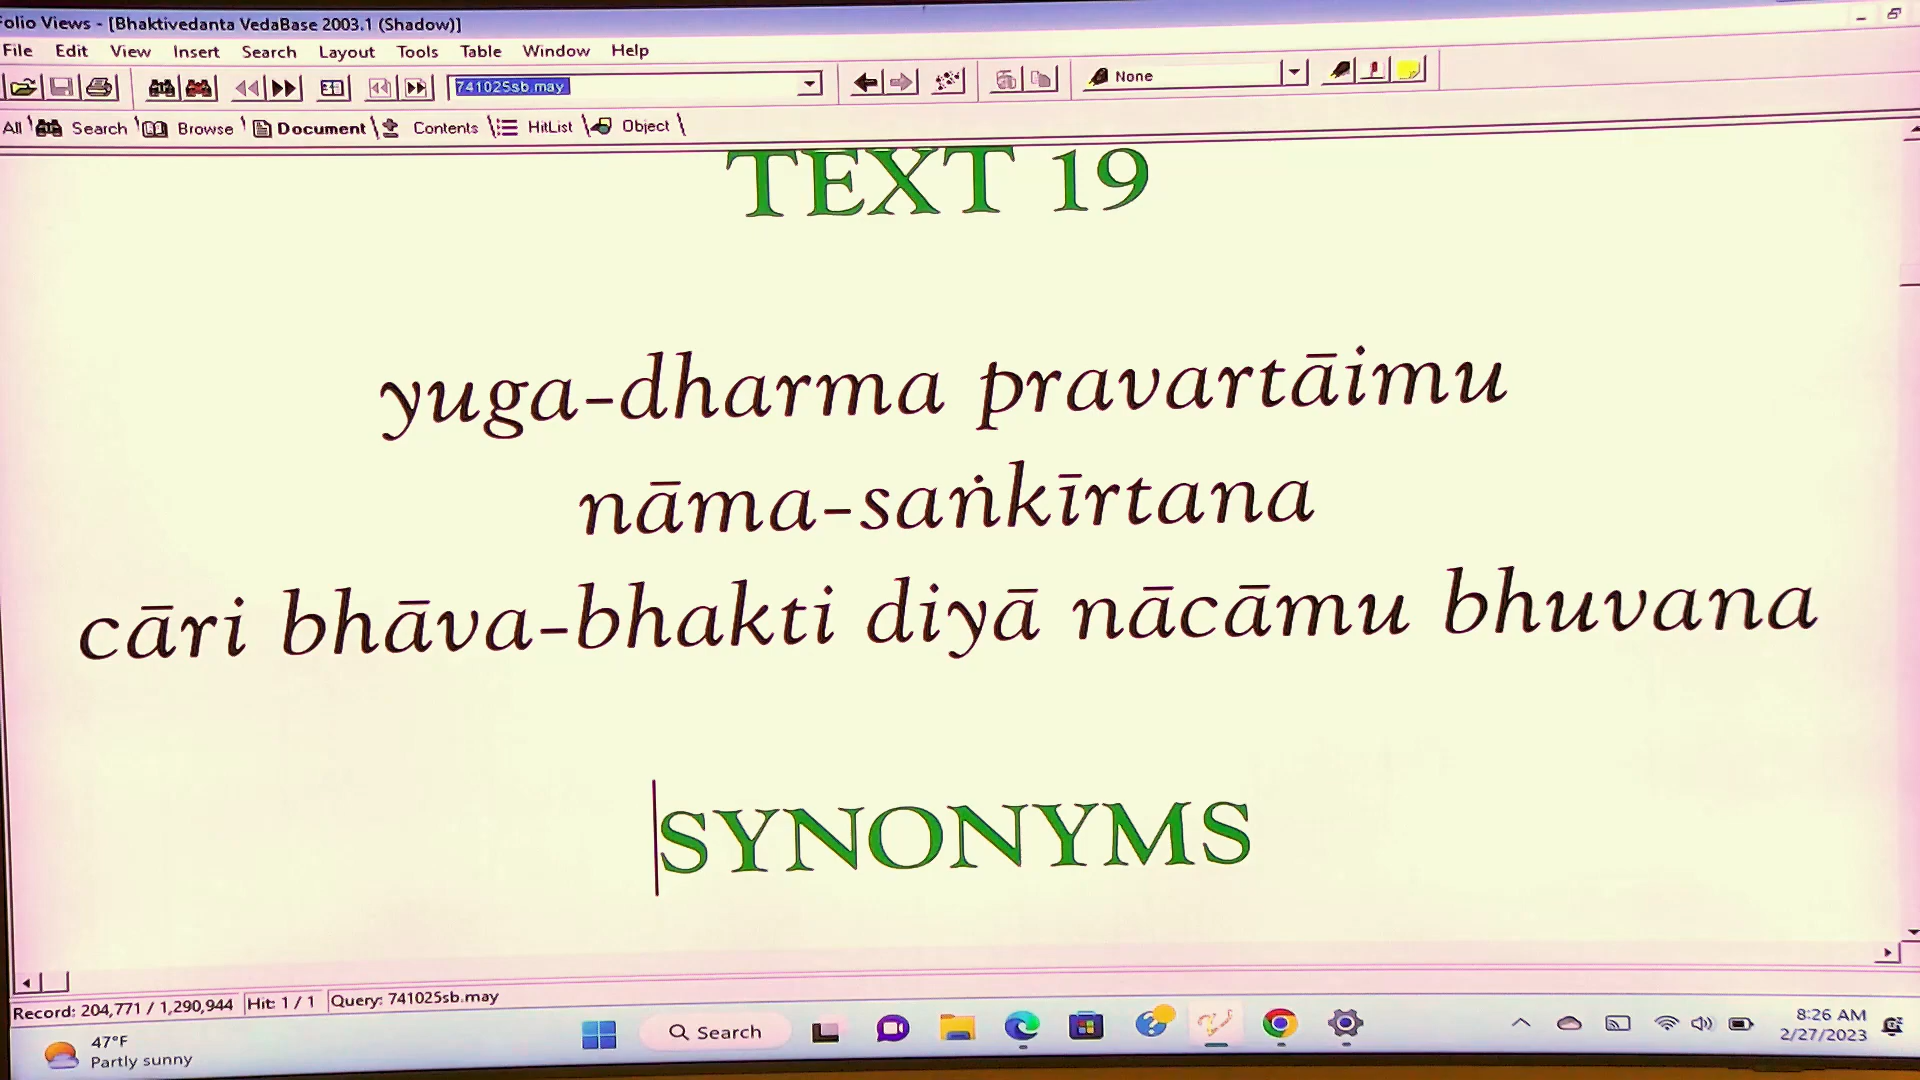 Folio Views - [Bhaktivedanta VedaBase 2003.1 (Shadow)]
File Edit View Insert Search Layout Tools Table Window Help
741025sb.may
None
All Search Browse Document Contents HitList Object
TEXT 19
yuga-dharma pravartāimu
nāma-saṅkīrtana
cāri bhāva-bhakti diyā nācāmu bhuvana
SYNONYMS
Record: 204,771 / 1,290,944 Hit: 1 / 1 Query: 741025sb.may
47°F
Partly sunny
Search
8:26 AM
2/27/2023